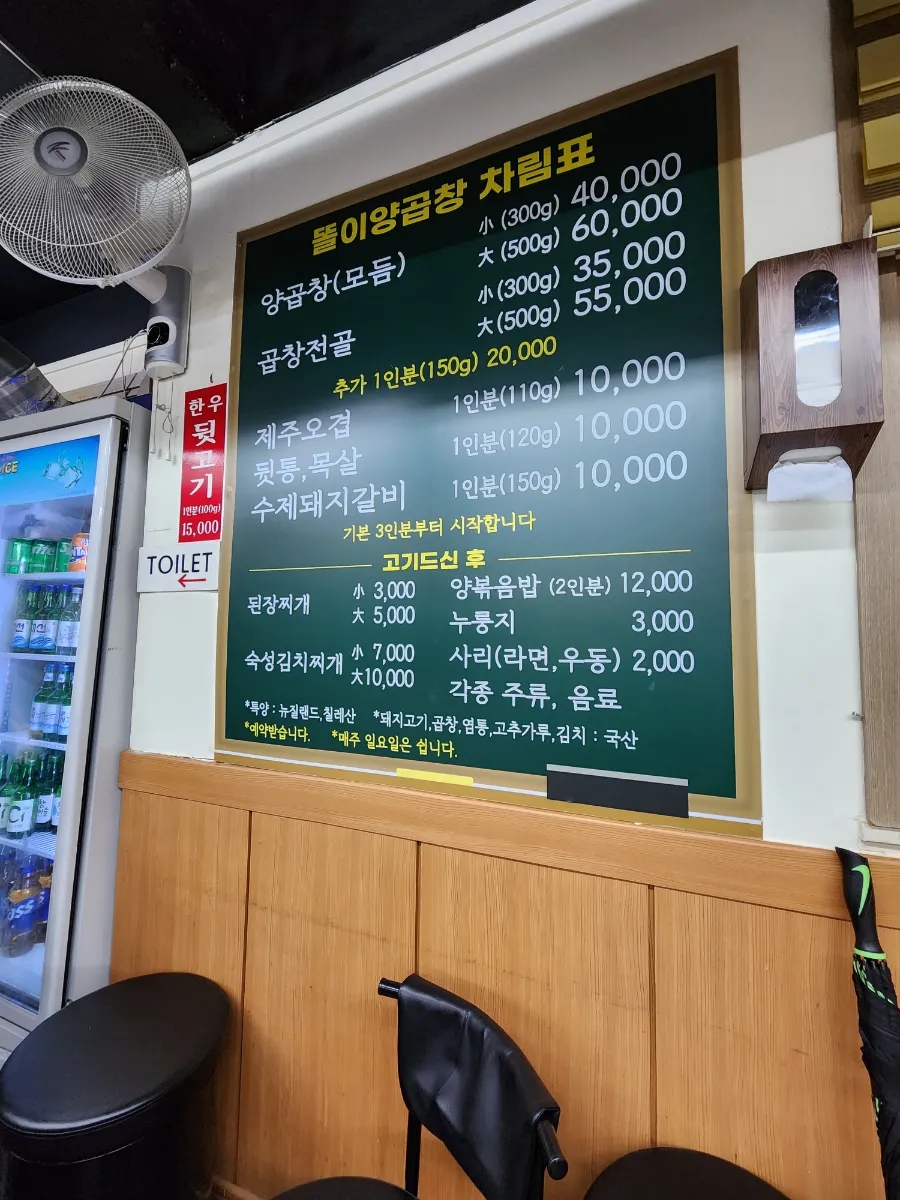 똘이양곱창 차림표
양곱창(모듬) 小 (300g) 40,000
大 (500g) 60,000
곱창전골 小 (300g) 35,000
大 (500g) 55,000
추가 1인분(150g) 20,000
제주오겹 1인분(110g) 10,000
뒷통,목살 1인분(120g) 10,000
수제돼지갈비 1인분(150g) 10,000
기본 3인분부터 시작합니다
고기드신 후
된장찌개 小 3,000
大 5,000
숙성김치찌개 小 7,000
大10,000
양볶음밥 (2인분) 12,000
누룽지 3,000
사리(라면,우동) 2,000
각종 주류, 음료
*특양 : 뉴질랜드,칠레산 *돼지고기,곱창,염통,고추가루,김치 : 국산
*예약받습니다. *매주 일요일은 쉽니다.
한우
뒷
고
기
1인분(100g)
15,000
TOILET